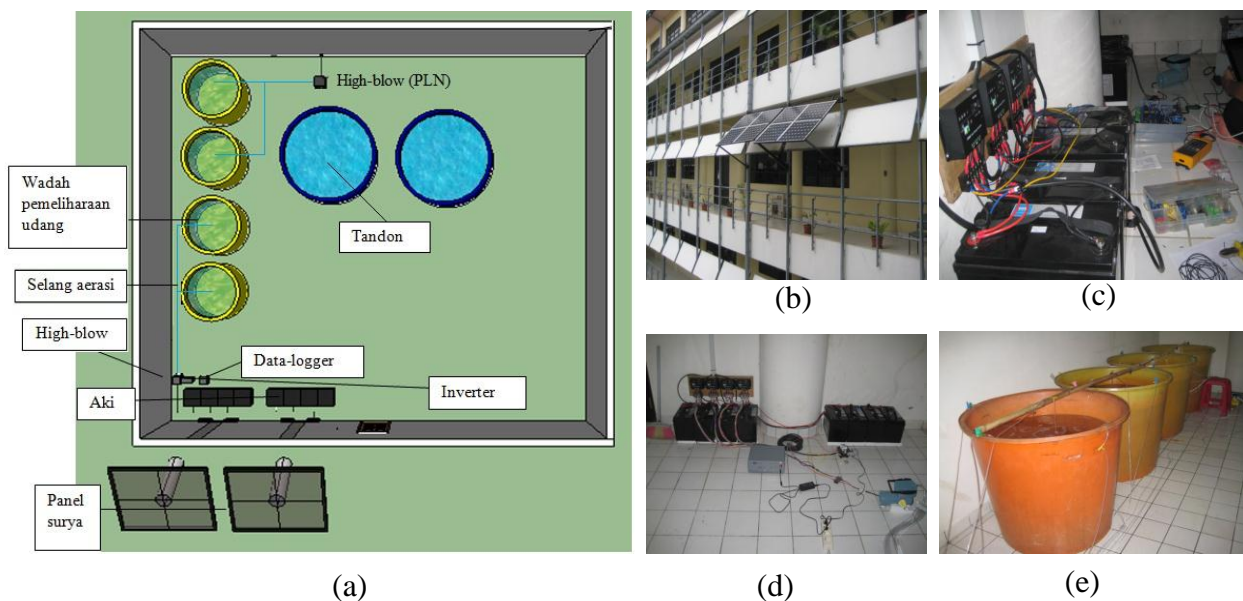 High-blow (PLN)
Wadah
pemeliharaan
udang
Tandon
Selang aerasi
High-blow
Data-logger
Inverter
Aki
Panel
surya
(a)
(b)
(c)
(d)
(e)